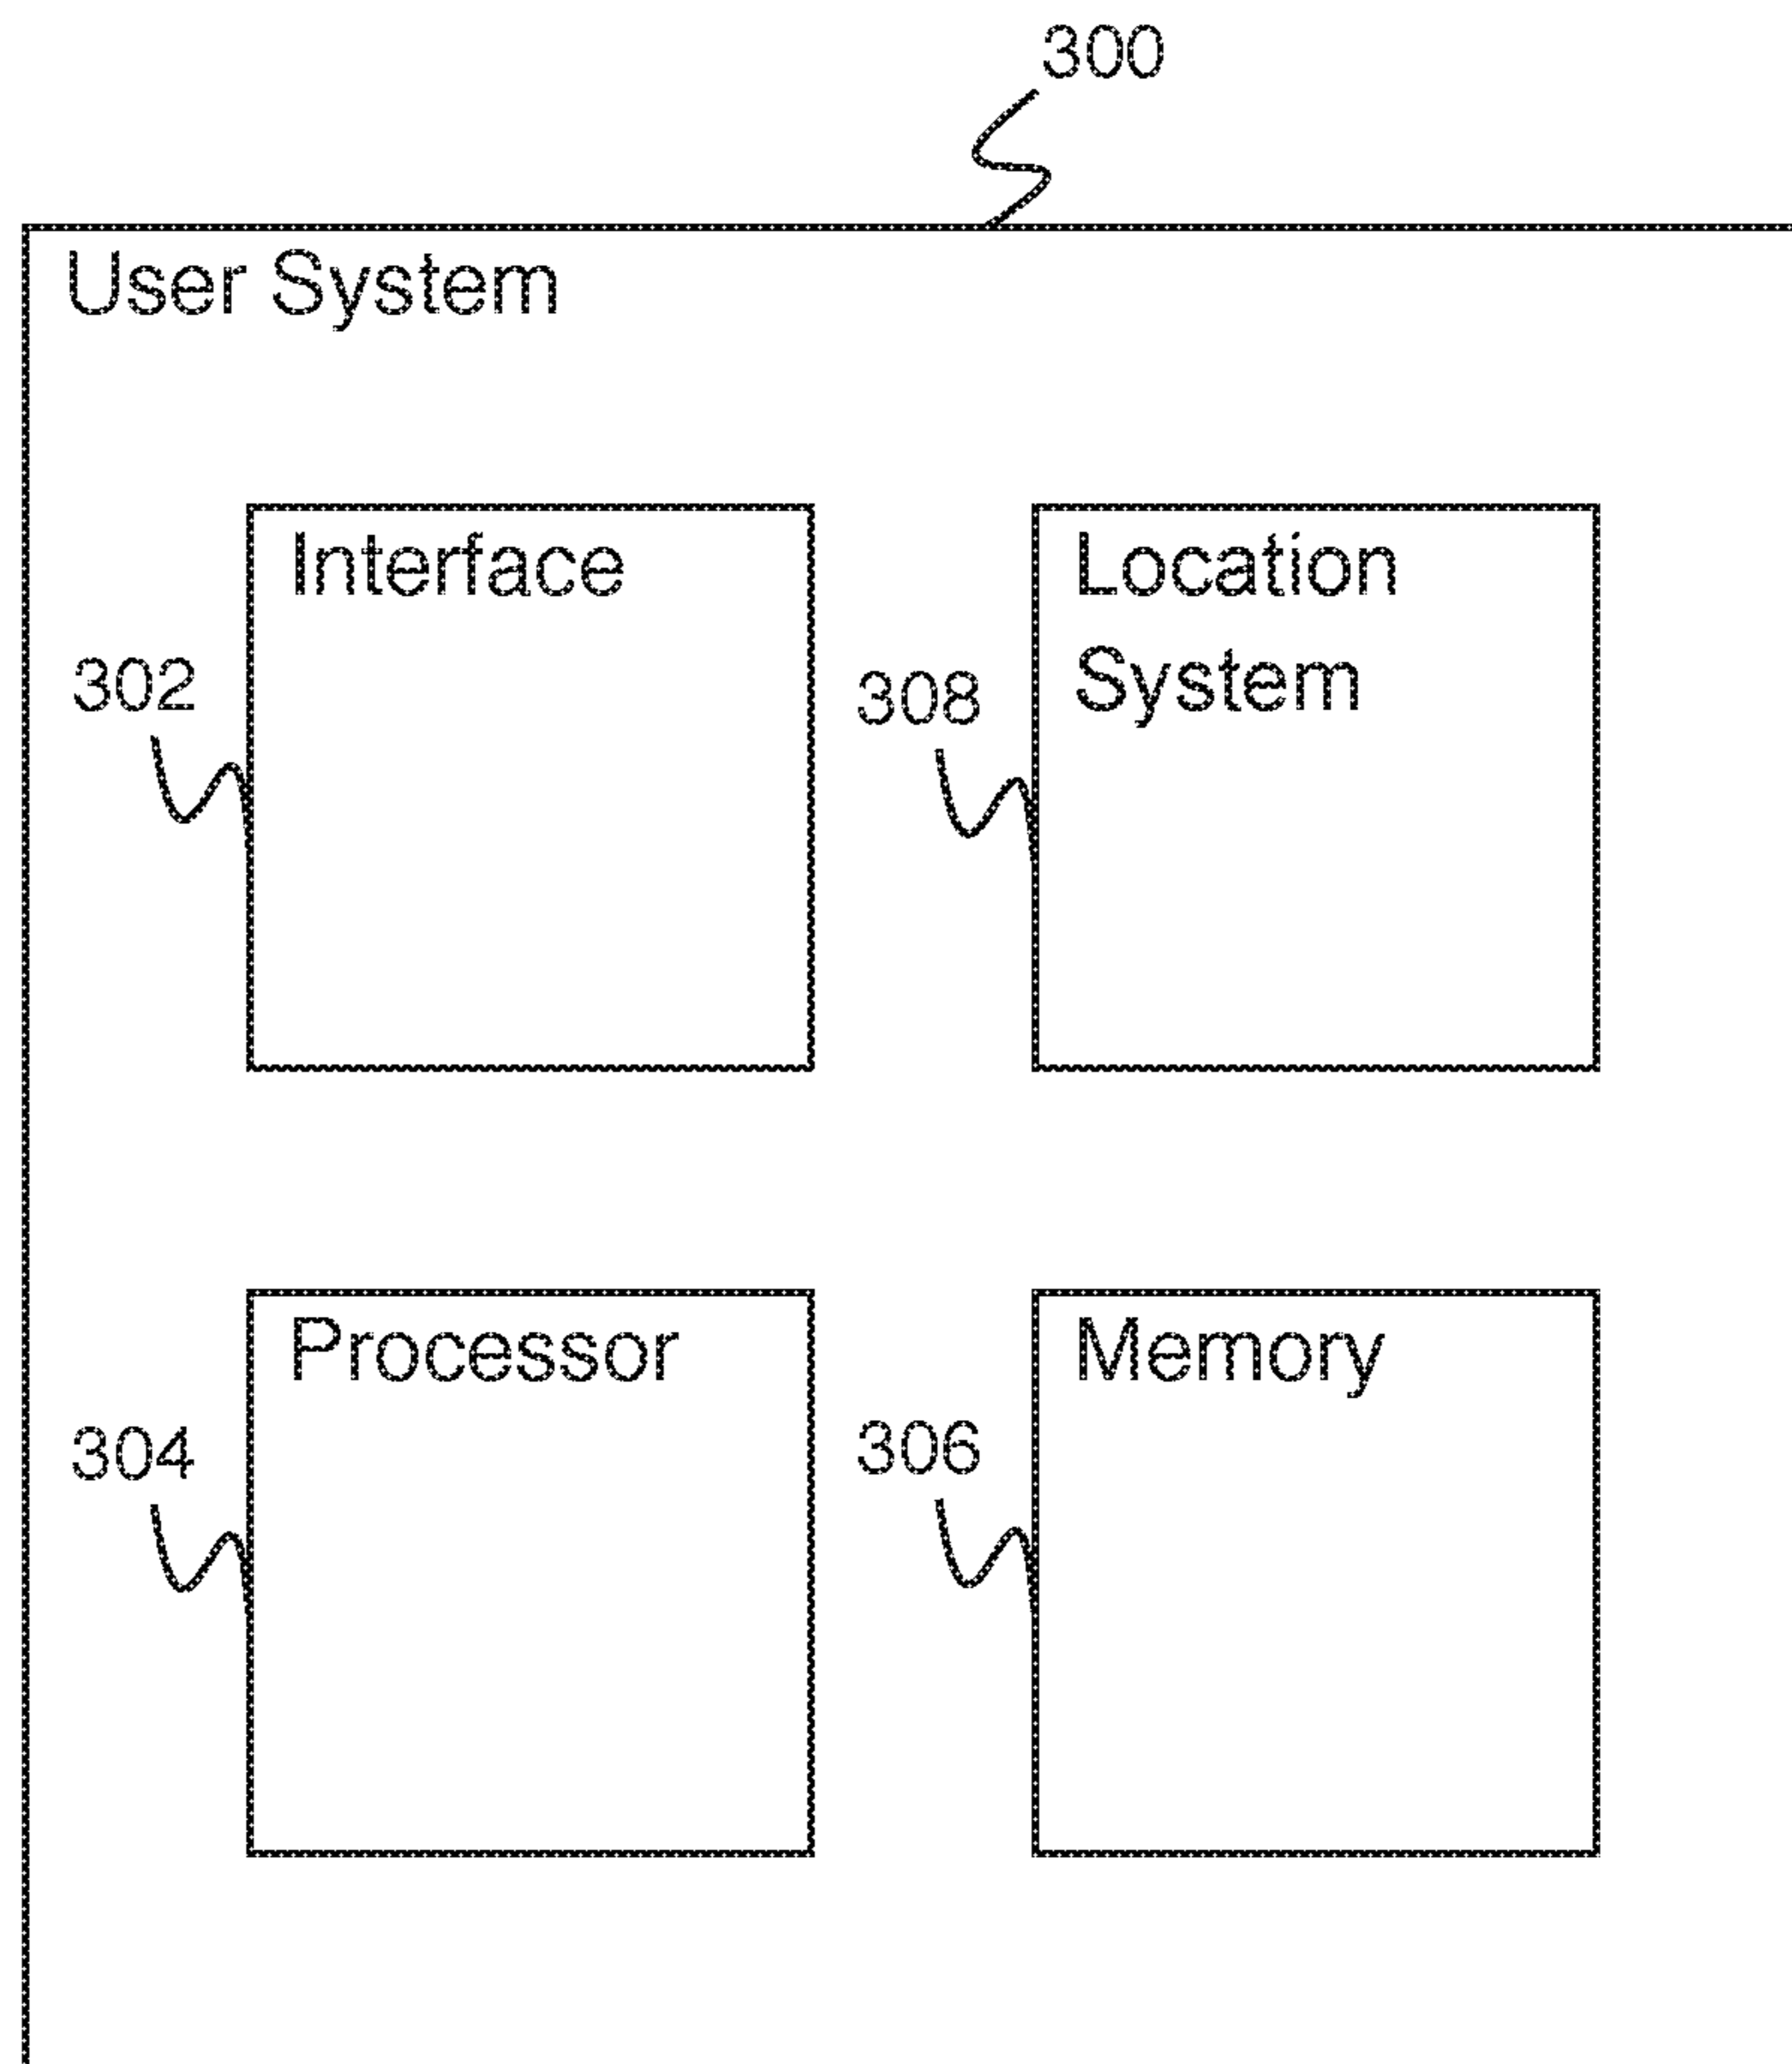 300
User System
Interface
302
Location
System
308
Processor
304
Memory
306